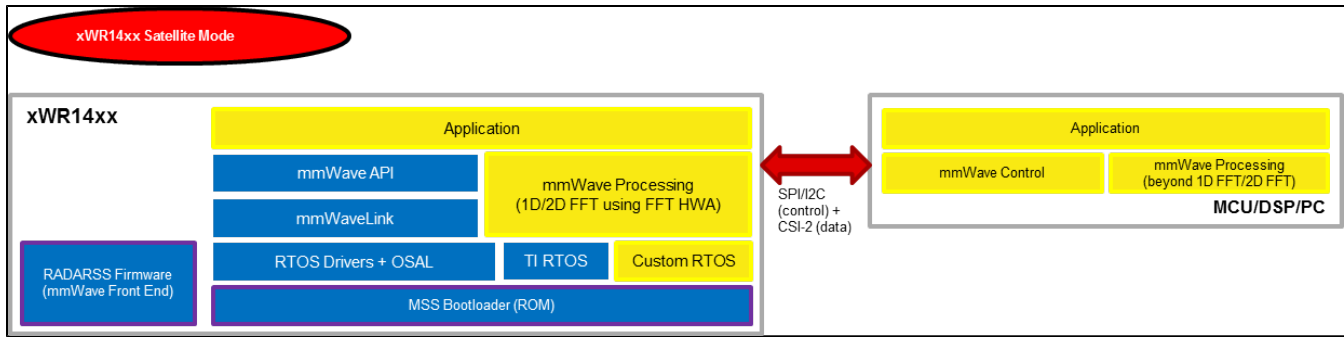 xWR14xx Satellite Mode
xWR14xx
Application
mmWave API
mmWave Processing
(1D/2D FFT using FFT HWA)
mmWaveLink
RADARSS Firmware
(mmWave Front End)
RTOS Drivers + OSAL
TI RTOS
Custom RTOS
MSS Bootloader (ROM)
SPI/I2C
(control) +
CSI-2 (data)
Application
mmWave Control
mmWave Processing
(beyond 1D FFT/2D FFT)
MCU/DSP/PC